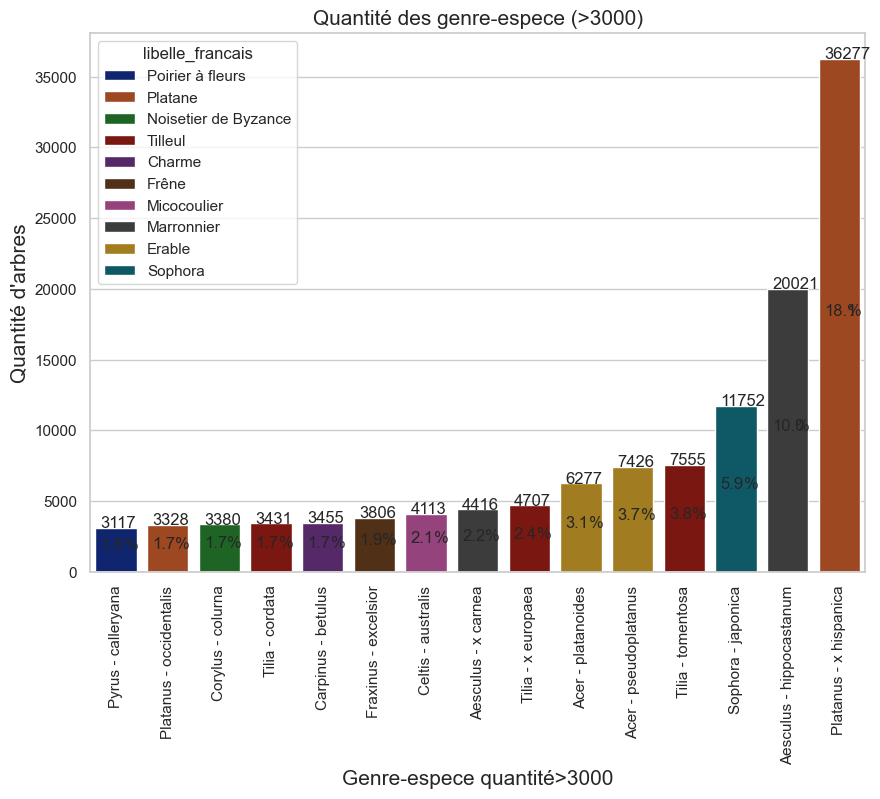 Quantité des genre-espece (>3000)
libelle_francais
Poirier à fleurs
Platane
Noisetier de Byzance
Tilleul
Charme
Frêne
Micocoulier
Marronnier
Erable
Sophora
Quantité d'arbres
35000
30000
25000
20000
15000
10000
5000
0
3117
3328
3380
3431
3455
3806
4113
4416
4707
6277
7426
7555
11752
20021
36277
1.7%
1.7%
1.7%
1.7%
1.9%
2.1%
2.2%
2.4%
3.1%
3.7%
3.8%
5.9%
Pyrus - calleryana
Platanus - occidentalis
Corylus - colurna
Tilia - cordata
Carpinus - betulus
Fraxinus - excelsior
Celtis - australis
Aesculus - x carnea
Tilia - x europaea
Acer - platanoides
Acer - pseudoplatanus
Tilia - tomentosa
Sophora - japonica
Aesculus - hippocastanum
Platanus - x hispanica
Genre-espece quantité>3000